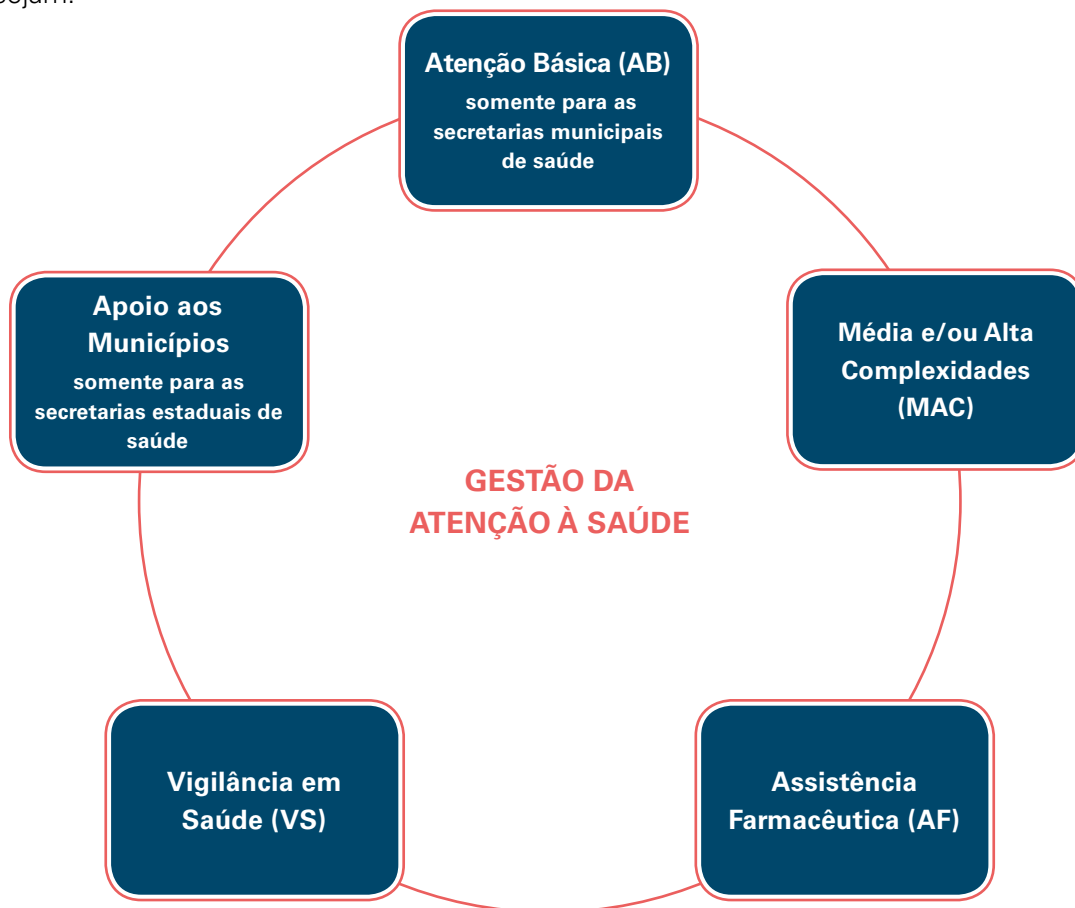 Atenção Básica (AB)
somente para as
secretarias municipais
de saúde
Apoio aos
Municípios
somente para as
secretarias estaduais de
saúde
Média e/ou Alta
Complexidades
(MAC)
GESTÃO DA
ATENÇÃO À SAÚDE
Vigilância em
Saúde (VS)
Assistência
Farmacêutica (AF)